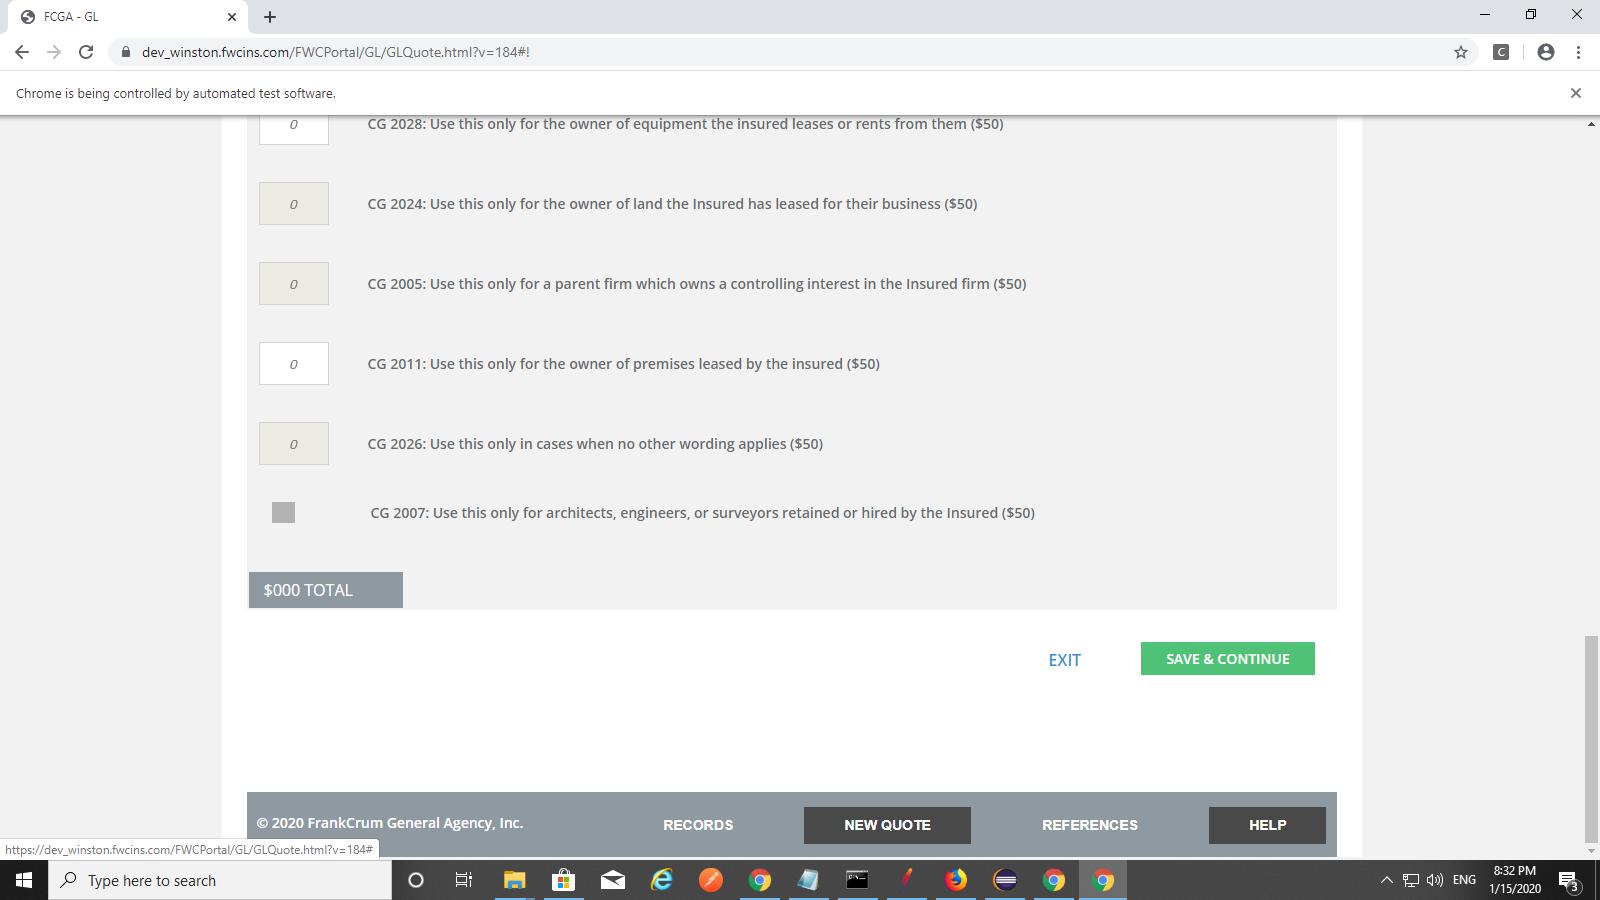 FCGA - GL
dev_winston.fwcins.com/FWCPortal/GL/GLQuote.html?v=184#!
C
Chrome is being controlled by automated test software.
0 CG 2028: Use this only for the owner of equipment the insured leases or rents from them ($50)
0 CG 2024: Use this only for the owner of land the Insured has leased for their business ($50)
0 CG 2005: Use this only for a parent firm which owns a controlling interest in the Insured firm ($50)
0 CG 2011: Use this only for the owner of premises leased by the insured ($50)
0 CG 2026: Use this only in cases when no other wording applies ($50)
CG 2007: Use this only for architects, engineers, or surveyors retained or hired by the Insured ($50)
$000 TOTAL
EXIT SAVE & CONTINUE
© 2020 FrankCrum General Agency, Inc. RECORDS NEW QUOTE REFERENCES HELP
https://dev_winston.fwcins.com/FWCPortal/GL/GLQuote.html?v=184#
Type here to search
ENG
8:32 PM
1/15/2020
3